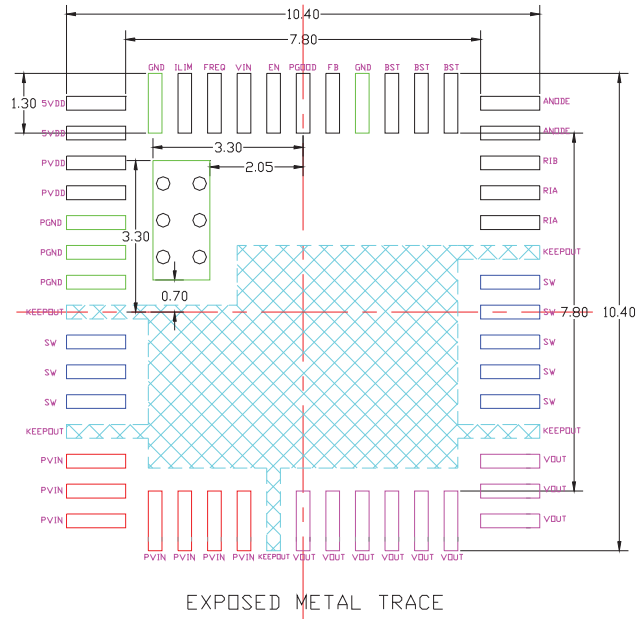 10.40
7.80
GND ILIM FREQ VIN EN PGOOD FB GND BST BST BST
1.30
5VDD
5VDD
PVDD
PVDD
PGND
PGND
PGND
KEEPOUT
SW
SW
SW
KEEPOUT
PVIN
PVIN
PVIN
3.30
2.05
3.30
0.70
ANODE
ANODE
RIB
RIA
RIA
KEEPOUT
SW
SW
SW
SW
SW
KEEPOUT
VOUT
VOUT
VOUT
7.80
10.40
PVIN PVIN PVIN PVIN KEEPOUT VOUT VOUT VOUT VOUT VOUT VOUT
EXPOSED METAL TRACE